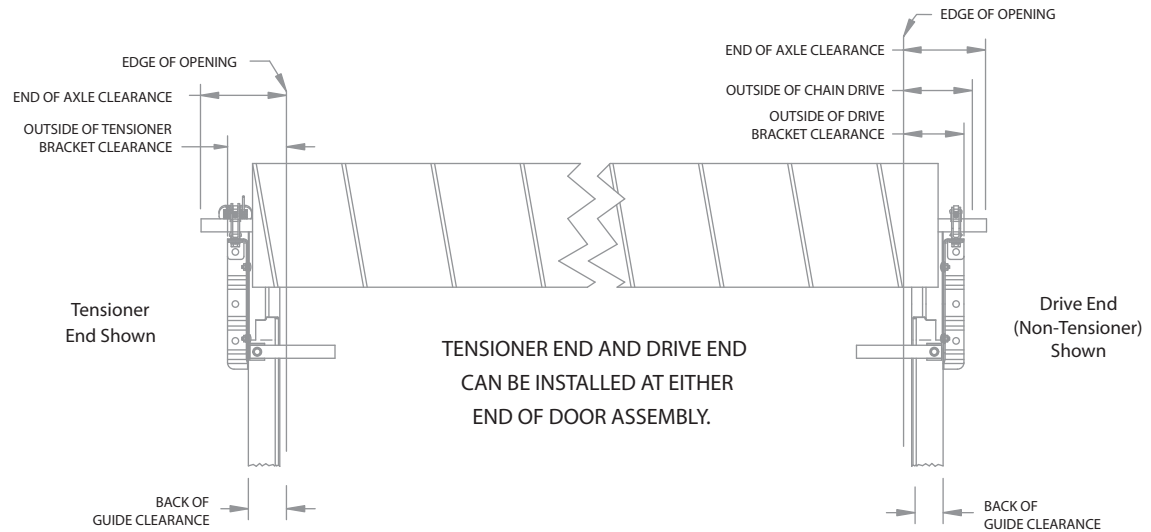 EDGE OF OPENING
END OF AXLE CLEARANCE
OUTSIDE OF TENSIONER
BRACKET CLEARANCE
EDGE OF OPENING
END OF AXLE CLEARANCE
OUTSIDE OF CHAIN DRIVE
OUTSIDE OF DRIVE
BRACKET CLEARANCE
Tensioner
End Shown
TENSIONER END AND DRIVE END
CAN BE INSTALLED AT EITHER
END OF DOOR ASSEMBLY.
Drive End
(Non-Tensioner)
Shown
BACK OF
GUIDE CLEARANCE
BACK OF
GUIDE CLEARANCE